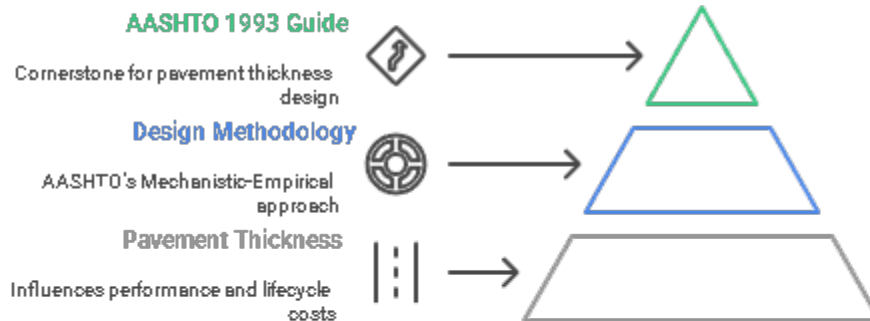 AASHTO 1993 Guide
Cornerstone for pavement thickness
design
Design Methodology
AASHTO's Mechanistic-Empirical
approach
Pavement Thickness
Influences performance and lifecycle
costs